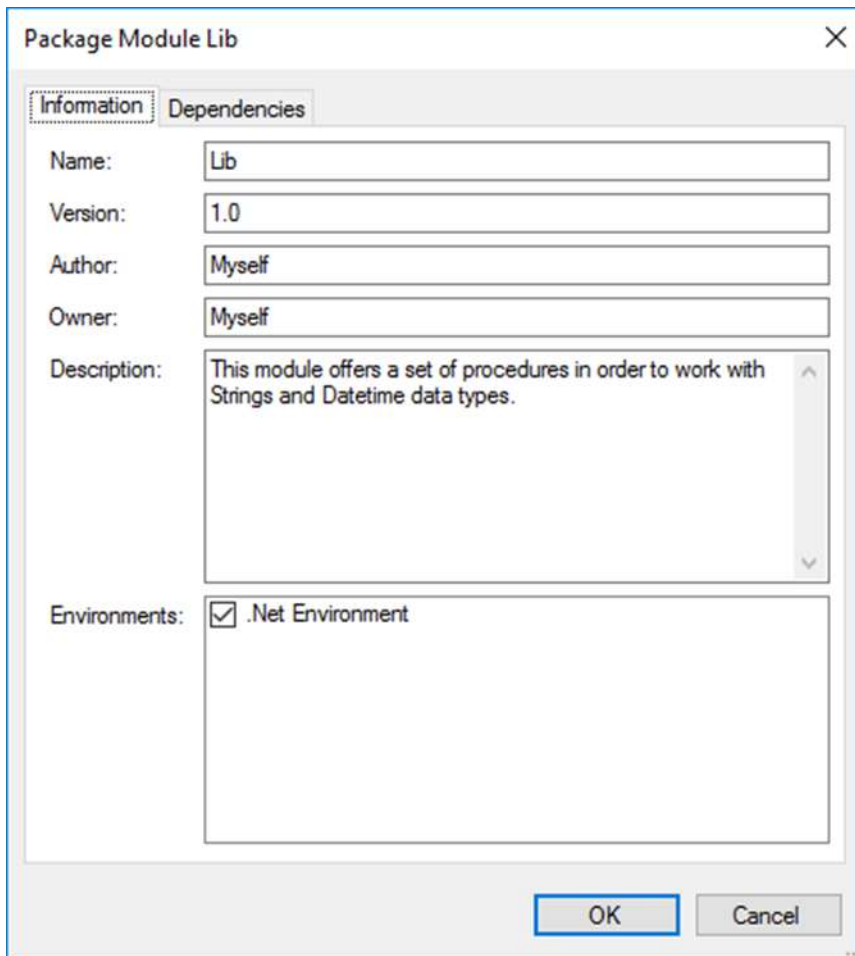 Package Module Lib
Information Dependencies
Name: Lib
Version: 1.0
Author: Myself
Owner: Myself
Description: This module offers a set of procedures in order to work with
Strings and Datetime data types.
Environments: .Net Environment
OK Cancel